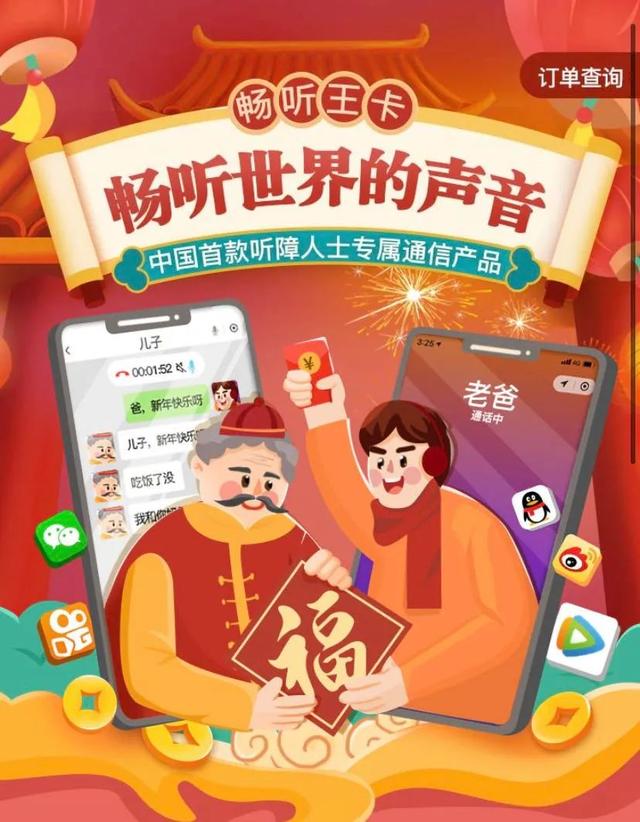 订单查询
畅听王卡
畅听世界的声音
中国首款听障人士专属通信产品
儿子
00:01:52
爸，新年快乐呀
儿子，新年快乐呀
吃饭了没
我和你
3:25
4G
老爸
通话中
¥
福